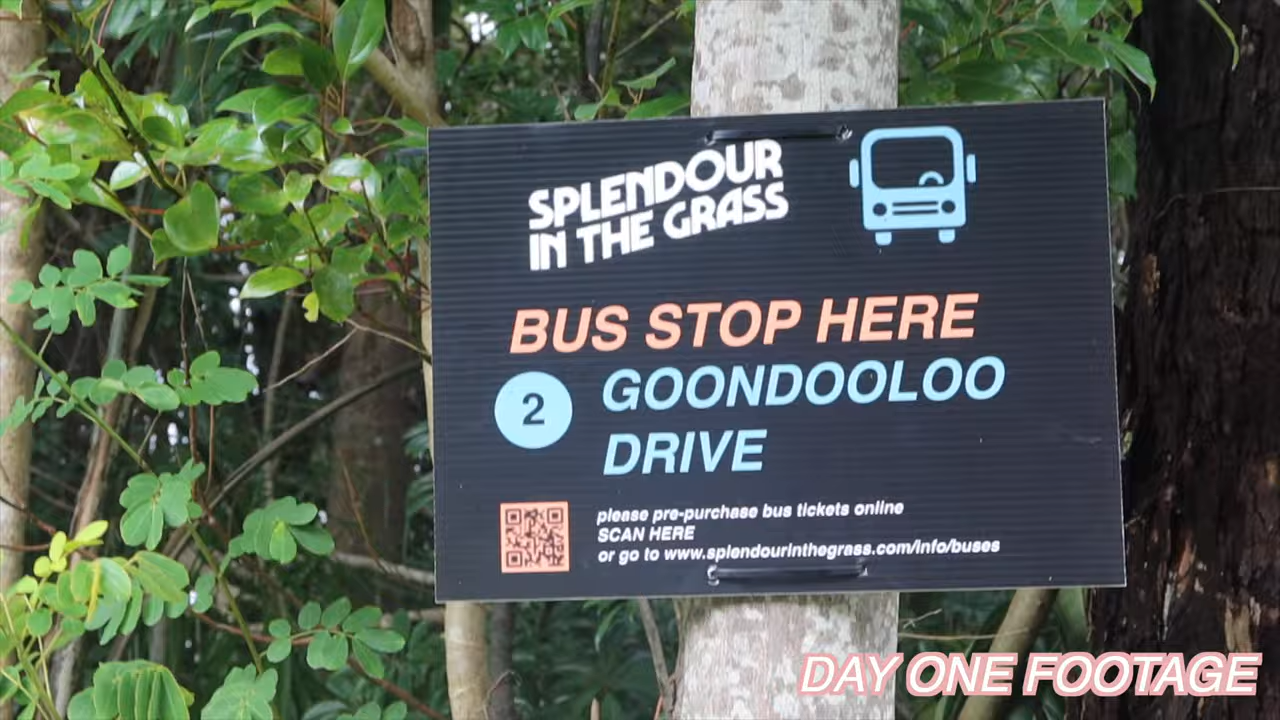 SPLENDOUR
IN THE GRASS
BUS STOP HERE
2 GOONDOOLOO
DRIVE
please pre-purchase bus tickets online
SCAN HERE
or go to www.splendourinthegrass.com/info/buses
DAY ONE FOOTAGE